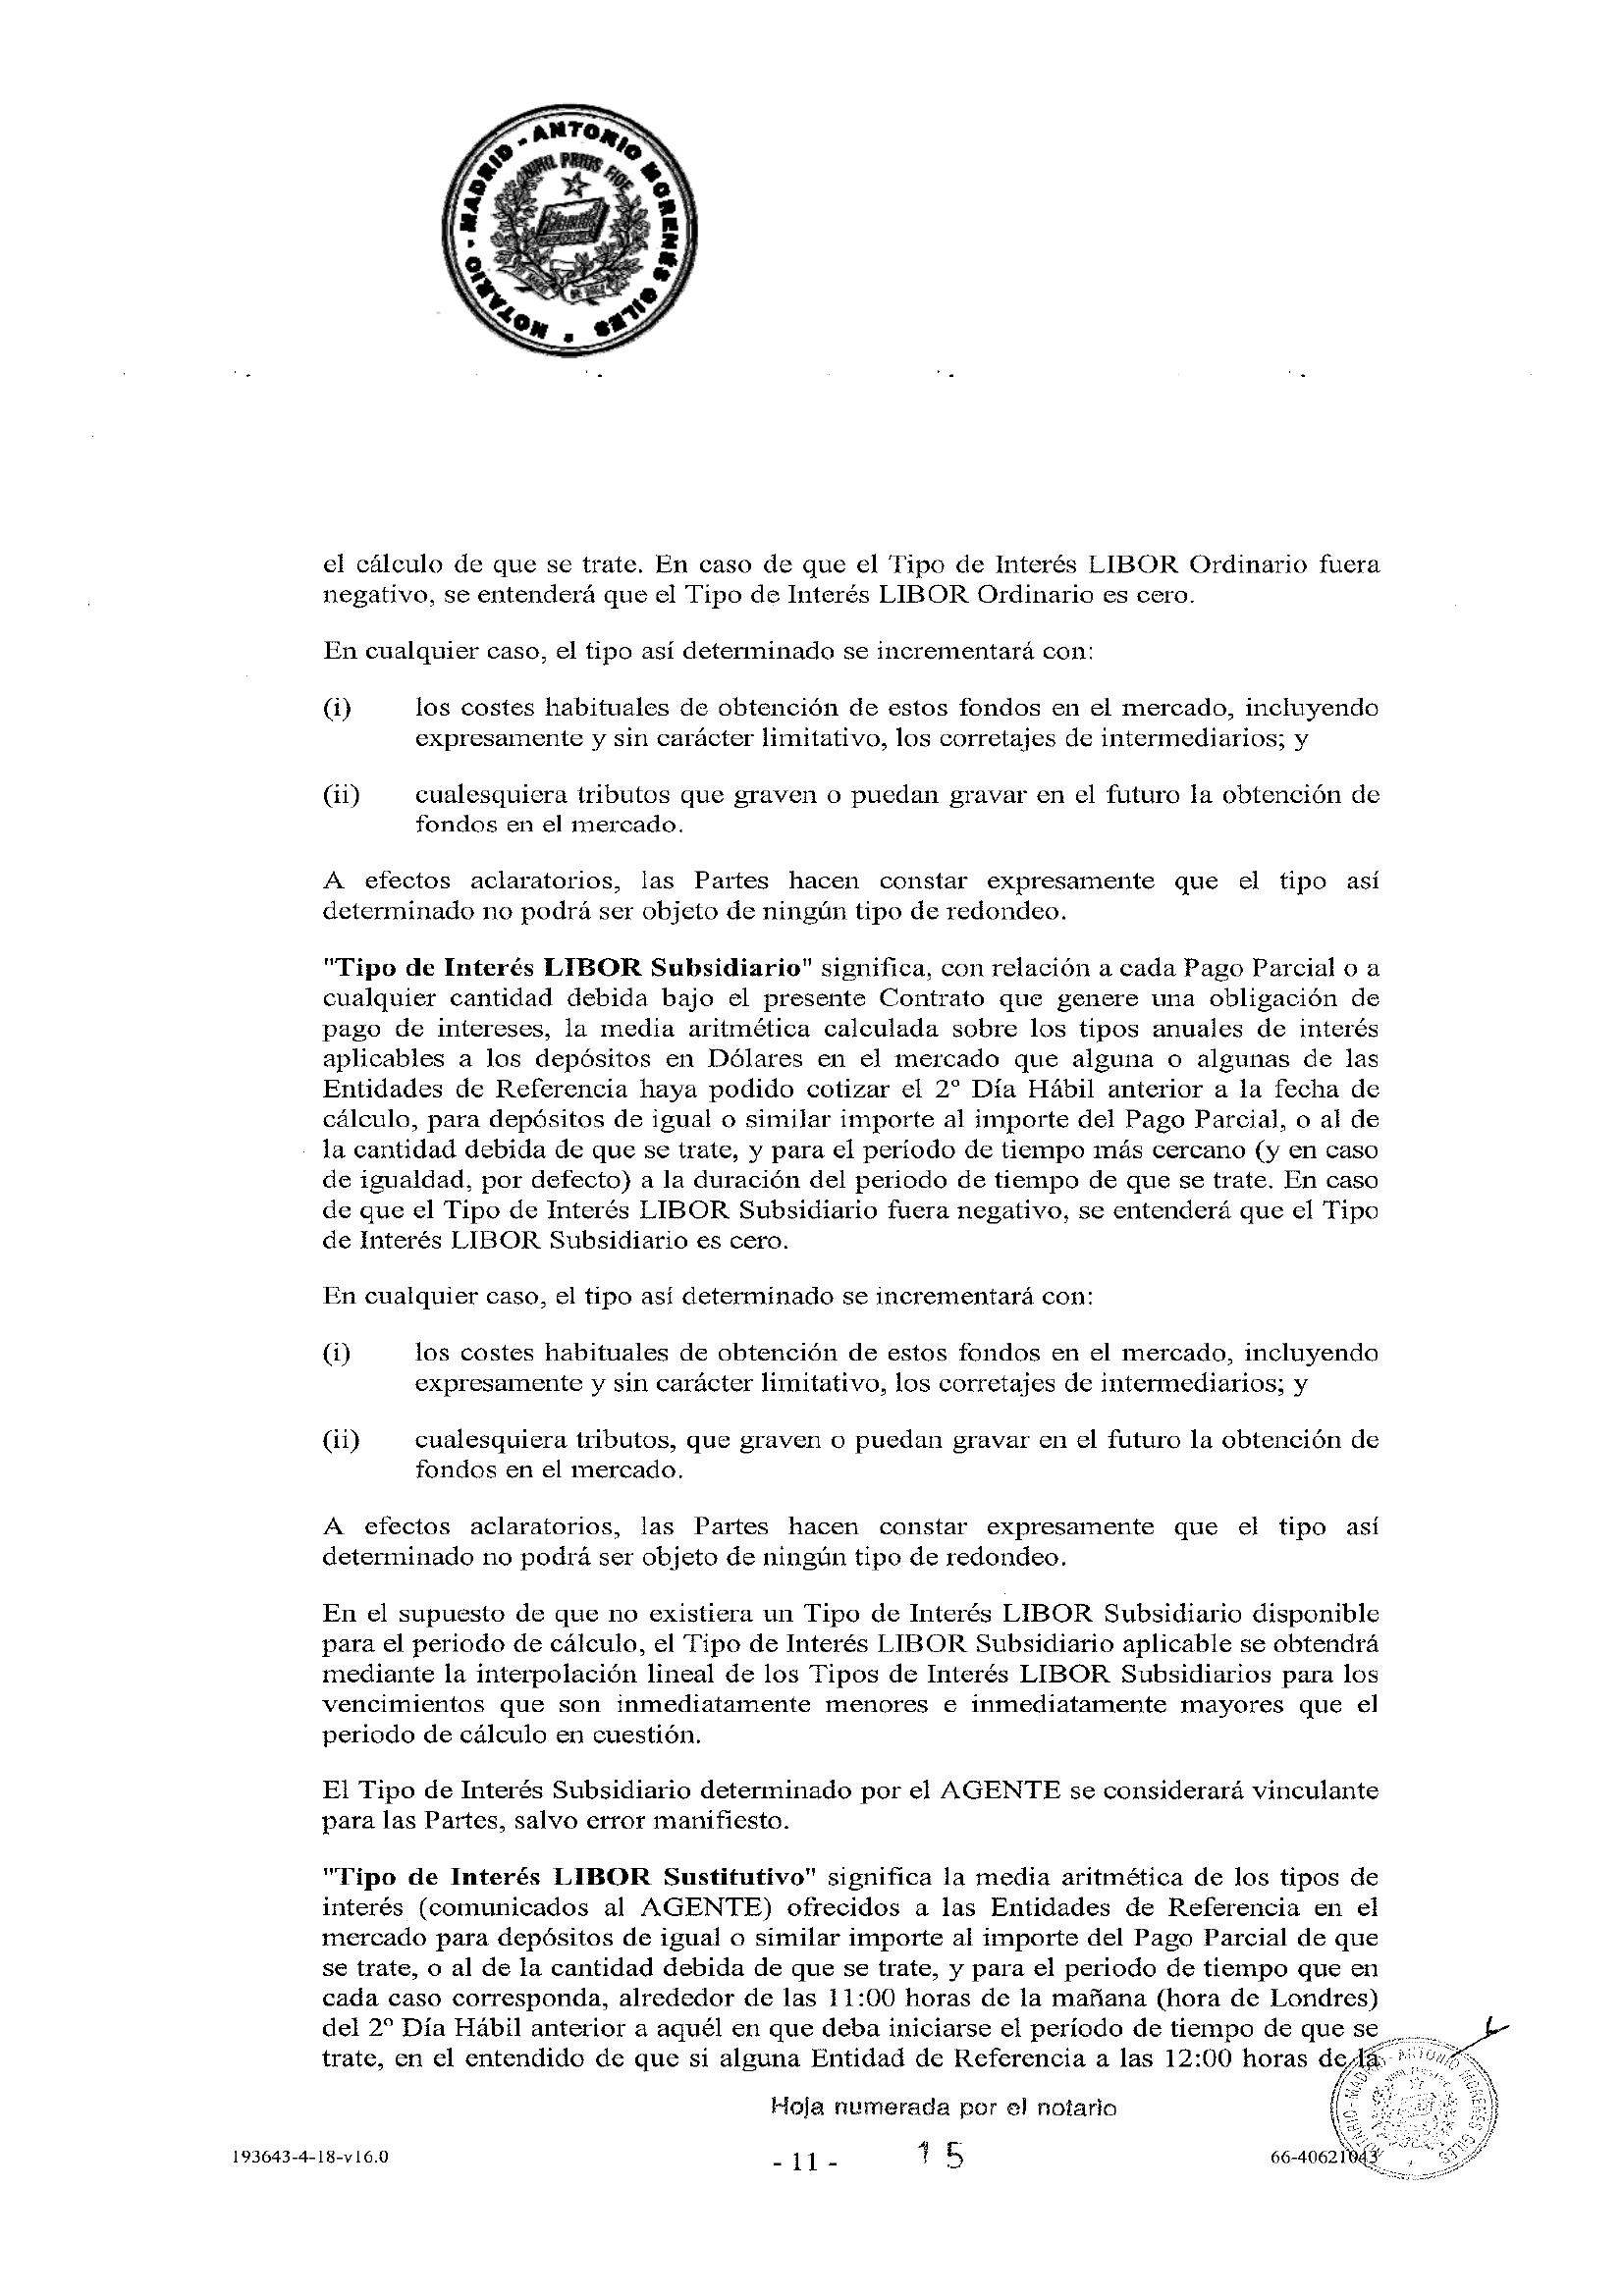 NOTARIO - MADRID - ANTONIO MORENES GILES
NIHIL PRIUS FIDE
el cálculo de que se trate. En caso de que el Tipo de Interés LIBOR Ordinario fuera
negativo, se entenderá que el Tipo de Interés LIBOR Ordinario es cero.
En cualquier caso, el tipo así determinado se incrementará con:
(i) los costes habituales de obtención de estos fondos en el mercado, incluyendo
expresamente y sin carácter limitativo, los corretajes de intermediarios; y
(ii) cualesquiera tributos que graven o puedan gravar en el futuro la obtención de
fondos en el mercado.
A efectos aclaratorios, las Partes hacen constar expresamente que el tipo así
determinado no podrá ser objeto de ningún tipo de redondeo.
"Tipo de Interés LIBOR Subsidiario" significa, con relación a cada Pago Parcial o a
cualquier cantidad debida bajo el presente Contrato que genere una obligación de
pago de intereses, la media aritmética calculada sobre los tipos anuales de interés
aplicables a los depósitos en Dólares en el mercado que alguna o algunas de las
Entidades de Referencia haya podido cotizar el 2º Día Hábil anterior a la fecha de
cálculo, para depósitos de igual o similar importe al importe del Pago Parcial, o al de
la cantidad debida de que se trate, y para el período de tiempo más cercano (y en caso
de igualdad, por defecto) a la duración del periodo de tiempo de que se trate. En caso
de que el Tipo de Interés LIBOR Subsidiario fuera negativo, se entenderá que el Tipo
de Interés LIBOR Subsidiario es cero.
En cualquier caso, el tipo así determinado se incrementará con:
(i) los costes habituales de obtención de estos fondos en el mercado, incluyendo
expresamente y sin carácter limitativo, los corretajes de intermediarios; y
(ii) cualesquiera tributos, que graven o puedan gravar en el futuro la obtención de
fondos en el mercado.
A efectos aclaratorios, las Partes hacen constar expresamente que el tipo así
determinado no podrá ser objeto de ningún tipo de redondeo.
En el supuesto de que no existiera un Tipo de Interés LIBOR Subsidiario disponible
para el periodo de cálculo, el Tipo de Interés LIBOR Subsidiario aplicable se obtendrá
mediante la interpolación lineal de los Tipos de Interés LIBOR Subsidiarios para los
vencimientos que son inmediatamente menores e inmediatamente mayores que el
periodo de cálculo en cuestión.
El Tipo de Interés Subsidiario determinado por el AGENTE se considerará vinculante
para las Partes, salvo error manifiesto.
"Tipo de Interés LIBOR Sustitutivo" significa la media aritmética de los tipos de
interés (comunicados al AGENTE) ofrecidos a las Entidades de Referencia en el
mercado para depósitos de igual o similar importe al importe del Pago Parcial de que
se trate, o al de la cantidad debida de que se trate, y para el periodo de tiempo que en
cada caso corresponda, alrededor de las 11:00 horas de la mañana (hora de Londres)
del 2º Día Hábil anterior a aquél en que deba iniciarse el período de tiempo de que se
trate, en el entendido de que si alguna Entidad de Referencia a las 12:00 horas de la
Hoja numerada por el notario
193643-4-18-v16.0 - 11 - 15 66-40621043